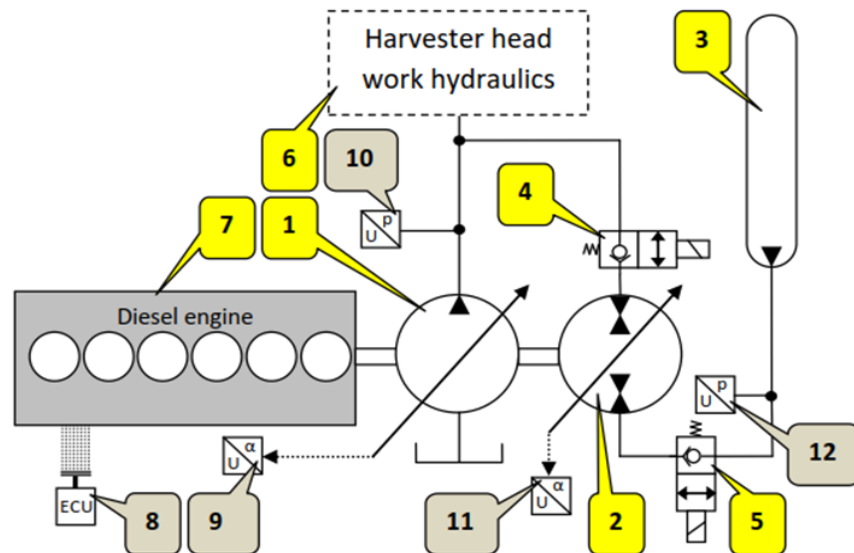 Harvester head
work hydraulics
3
6
10
4
7
1
p
U
Diesel engine
p
U
12
α
U
α
U
ECU
8
9
11
2
5